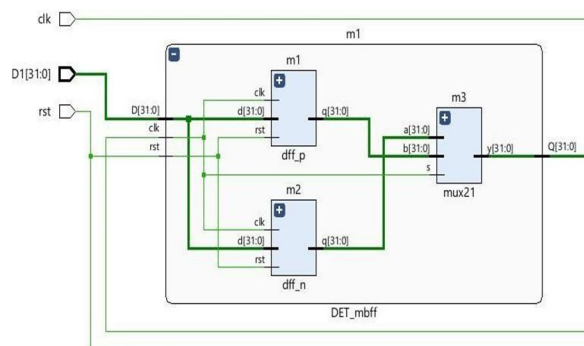 clk
m1
D1[31:0]
m1
rst
clk
m3
D[31:0]
d[31:0]
q[31:0]
clk
rst
a[31:0]
rst
dff_p
b[31:0]
y[31:0]
Q[31:0]
s
m2
mux21
clk
d[31:0]
q[31:0]
rst
dff_n
DET_mbff